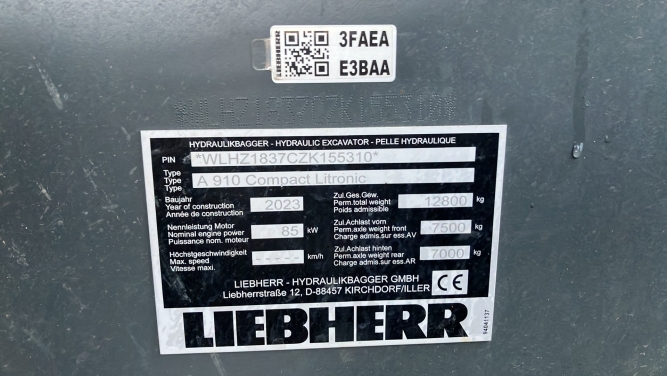 LIEBHERR
3FAEA
E3BAA
HYDRAULIKBAGGER - HYDRAULIC EXCAVATOR - PELLE HYDRAULIQUE
PIN *WLHZ1837CZK155310*
Type
Type A 910 Compact Litronic
Type
Baujahr
Year of construction 2023
Année de construction
Nennleistung Motor
Nominal engine power 85 kW
Puissance nom. moteur
Höchstgeschwindigkeit
Max. speed - - - - - km/h
Vitesse maxi.
Zul.Ges.Gew.
Perm.total weight 12800 kg
Poids admissible
Zul.Achslast vorn
Perm.axle weight front 7500 kg
Charge admis.sur ess.AV
Zul.Achslast hinten
Perm.axle weight rear 7000 kg
Charge admis.sur ess.AR
LIEBHERR - HYDRAULIKBAGGER GMBH
Liebherrstraße 12, D-88457 KIRCHDORF/ILLER
CE
LIEBHERR
94041137